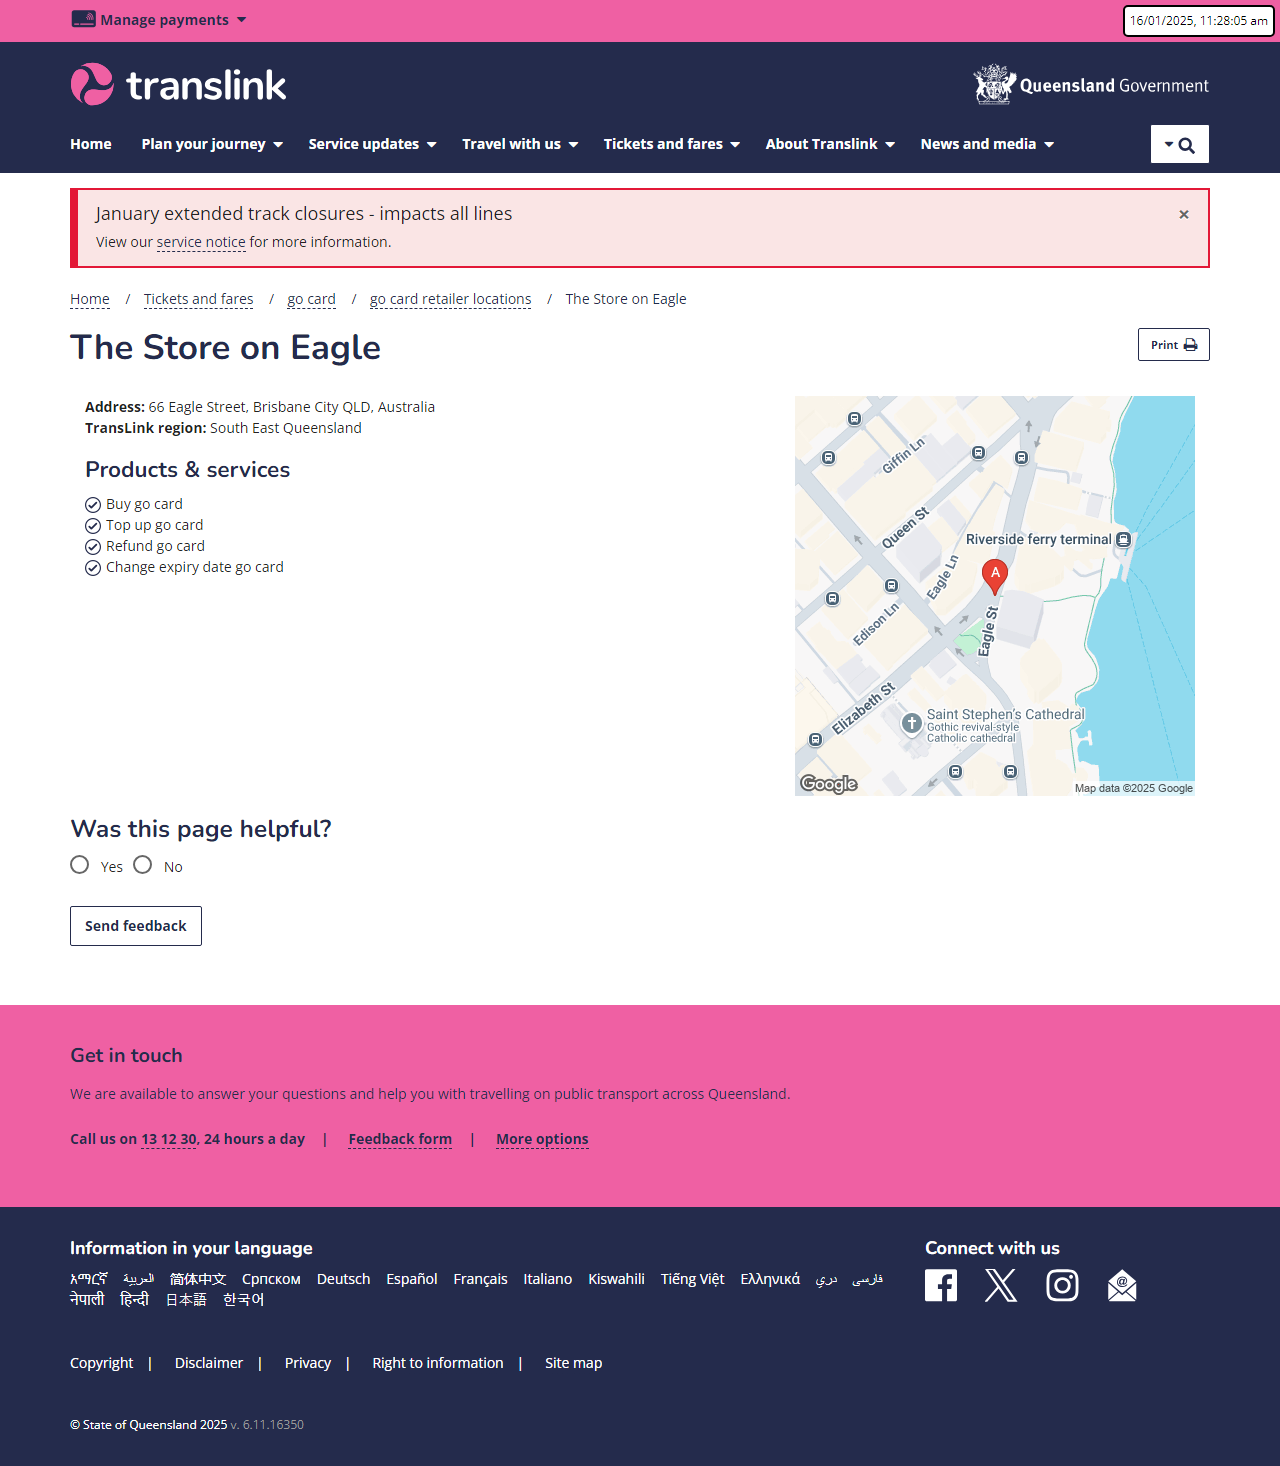 Manage payments
16/01/2025, 11:28:05 am
translink
Queensland Government
Home Plan your journey Service updates Travel with us Tickets and fares About Translink News and media
January extended track closures - impacts all lines
×
View our service notice for more information.
Home / Tickets and fares / go card / go card retailer locations / The Store on Eagle
The Store on Eagle
Print
Address: 66 Eagle Street, Brisbane City QLD, Australia
TransLink region: South East Queensland
Products & services
Buy go card
Top up go card
Refund go card
Change expiry date go card
Giffin Ln
Queen St
Riverside ferry terminal
A
Eagle Ln
Edison Ln
Eagle St
Elizabeth St
Saint Stephen's Cathedral
Gothic revival-style
Catholic cathedral
Google
Map data ©2025 Google
Was this page helpful?
Yes No
Send feedback
Get in touch
We are available to answer your questions and help you with travelling on public transport across Queensland.
Call us on 13 12 30, 24 hours a day | Feedback form | More options
Information in your language
አማርኛ العربية 简体中文 Српском Deutsch Español Français Italiano Kiswahili Tiếng Việt Ελληνικά دري فارسی
नेपाली हिन्दी 日本語 한국어
Connect with us
Copyright | Disclaimer | Privacy | Right to information | Site map
© State of Queensland 2025 v. 6.11.16350